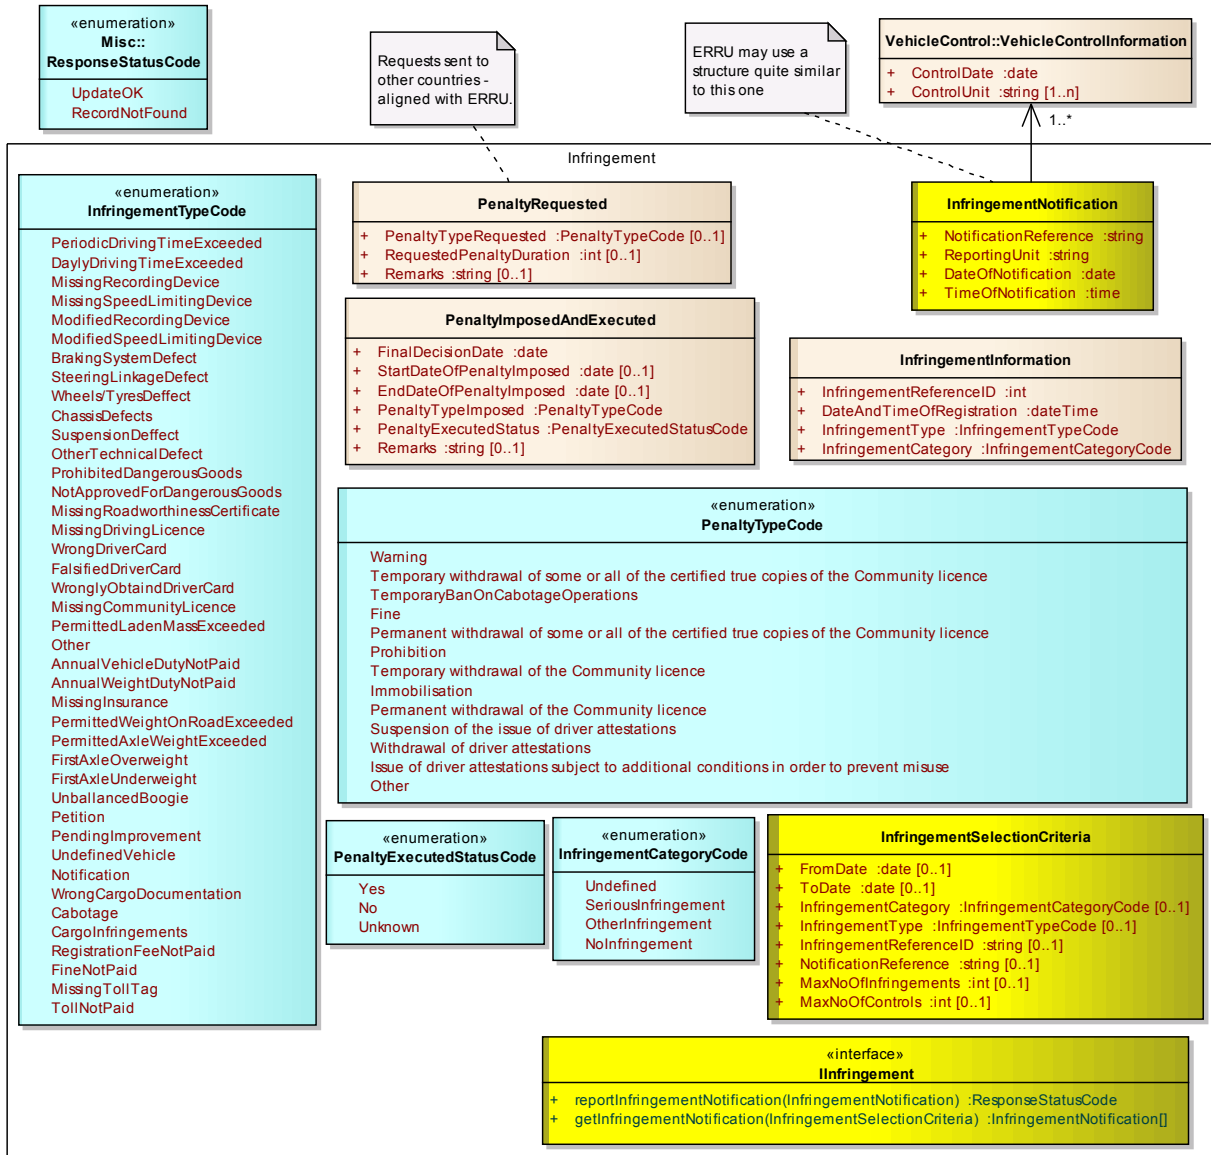 «enumeration»
Misc::
ResponseStatusCode
UpdateOK
RecordNotFound
Requests sent to
other countries -
aligned with ERRU.
ERRU may use a
structure quite similar
to this one
VehicleControl::VehicleControlInformation
+ ControlDate :date
+ ControlUnit :string [1..n]
1..*
Infringement
«enumeration»
InfringementTypeCode
PeriodicDrivingTimeExceeded
DaylyDrivingTimeExceeded
MissingRecordingDevice
MissingSpeedLimitingDevice
ModifiedRecordingDevice
ModifiedSpeedLimitingDevice
BrakingSystemDefect
SteeringLinkageDefect
Wheels/TyresDeffect
ChassisDefects
SuspensionDeffect
OtherTechnicalDefect
ProhibitedDangerousGoods
NotApprovedForDangerousGoods
MissingRoadworthinessCertificate
MissingDrivingLicence
WrongDriverCard
FalsifiedDriverCard
WronglyObtaindDriverCard
MissingCommunityLicence
PermittedLadenMassExceeded
Other
AnnualVehicleDutyNotPaid
AnnualWeightDutyNotPaid
MissingInsurance
PermittedWeightOnRoadExceeded
PermittedAxleWeightExceeded
FirstAxleOverweight
FirstAxleUnderweight
UnballancedBoogie
Petition
PendingImprovement
UndefinedVehicle
Notification
WrongCargoDocumentation
Cabotage
CargoInfringements
RegistrationFeeNotPaid
FineNotPaid
MissingTollTag
TollNotPaid
PenaltyRequested
+ PenaltyTypeRequested :PenaltyTypeCode [0..1]
+ RequestedPenaltyDuration :int [0..1]
+ Remarks :string [0..1]
InfringementNotification
+ NotificationReference :string
+ ReportingUnit :string
+ DateOfNotification :date
+ TimeOfNotification :time
PenaltyImposedAndExecuted
+ FinalDecisionDate :date
+ StartDateOfPenaltyImposed :date [0..1]
+ EndDateOfPenaltyImposed :date [0..1]
+ PenaltyTypeImposed :PenaltyTypeCode
+ PenaltyExecutedStatus :PenaltyExecutedStatusCode
+ Remarks :string [0..1]
InfringementInformation
+ InfringementReferenceID :int
+ DateAndTimeOfRegistration :dateTime
+ InfringementType :InfringementTypeCode
+ InfringementCategory :InfringementCategoryCode
«enumeration»
PenaltyTypeCode
Warning
Temporary withdrawal of some or all of the certified true copies of the Community licence
TemporaryBanOnCabotageOperations
Fine
Permanent withdrawal of some or all of the certified true copies of the Community licence
Prohibition
Temporary withdrawal of the Community licence
Immobilisation
Permanent withdrawal of the Community licence
Suspension of the issue of driver attestations
Withdrawal of driver attestations
Issue of driver attestations subject to additional conditions in order to prevent misuse
Other
«enumeration»
PenaltyExecutedStatusCode
Yes
No
Unknown
«enumeration»
InfringementCategoryCode
Undefined
SeriousInfringement
OtherInfringement
NoInfringement
InfringementSelectionCriteria
+ FromDate :date [0..1]
+ ToDate :date [0..1]
+ InfringementCategory :InfringementCategoryCode [0..1]
+ InfringementType :InfringementTypeCode [0..1]
+ InfringementReferenceID :string [0..1]
+ NotificationReference :string [0..1]
+ MaxNoOfInfringements :int [0..1]
+ MaxNoOfControls :int [0..1]
«interface»
IInfringement
+ reportInfringementNotification(InfringementNotification) :ResponseStatusCode
+ getInfringementNotification(InfringementSelectionCriteria) :InfringementNotification[]